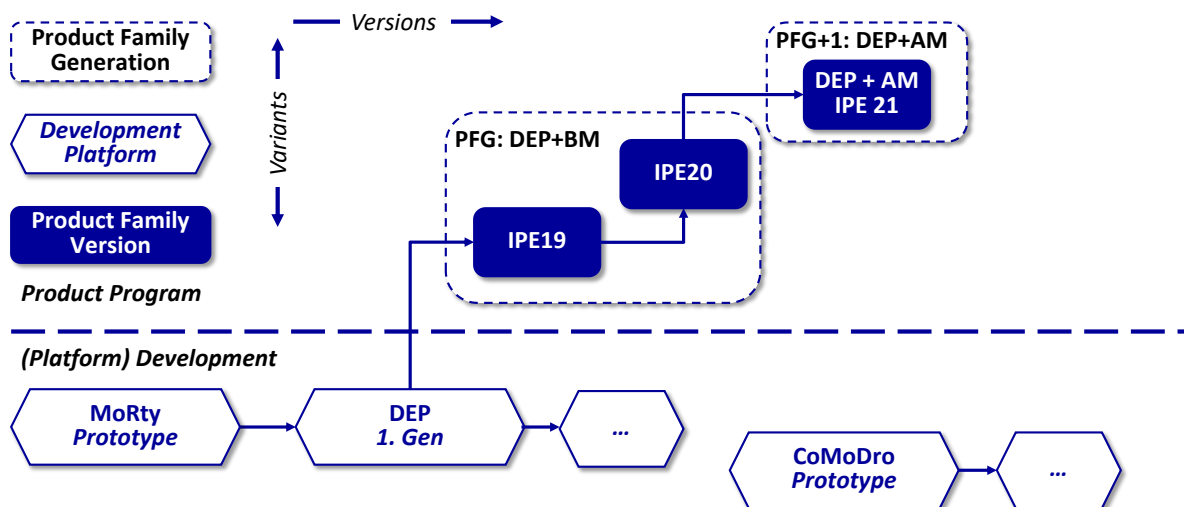 Product Family
Generation
Development
Platform
Product Family
Version
Product Program
Versions
Variants
PFG: DEP+BM
IPE19
IPE20
PFG+1: DEP+AM
DEP + AM
IPE 21
(Platform) Development
MoRty
Prototype
DEP
1. Gen
...
CoMoDro
Prototype
...